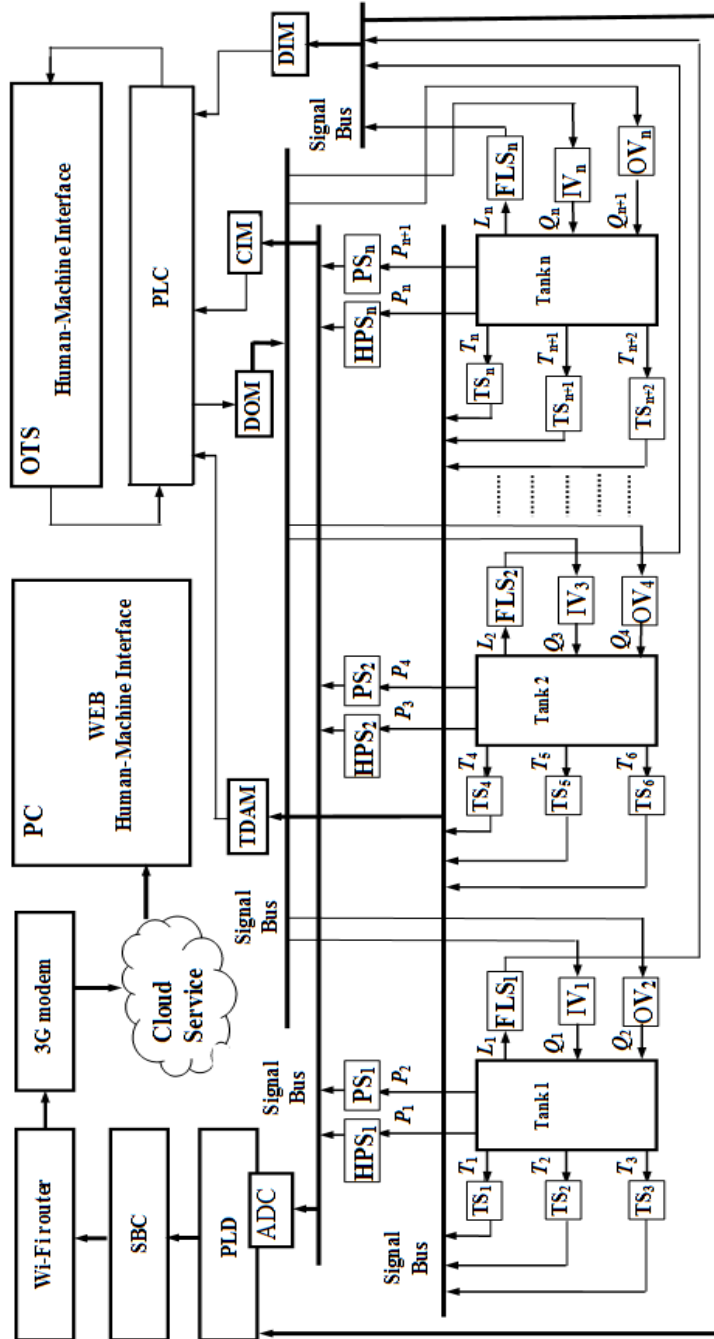 Wi-Fi router
3G modem
SBC
PLD
ADC
Cloud
Service
PC
WEB
Human-Machine Interface
OTS
Human-Machine Interface
PLC
TDAM
DOM
CIM
DIM
Signal
Bus
Signal
Bus
Signal
Bus
Signal
Bus
HPS1
PS1
P1
P2
HPS2
PS2
P3
P4
HPSn
PSn
Pn
Pn+1
T1
TS1
T2
TS2
T3
TS3
Tank1
L1
FLS1
Q1
IV1
Q2
OV2
T4
TS4
T5
TS5
T6
TS6
Tank 2
L2
FLS2
Q3
IV3
Q4
OV4
Tn
TSn
Tn+1
TSn+1
Tn+2
TSn+2
Tank n
Ln
FLSn
Qn
IVn
Qn+1
OVn